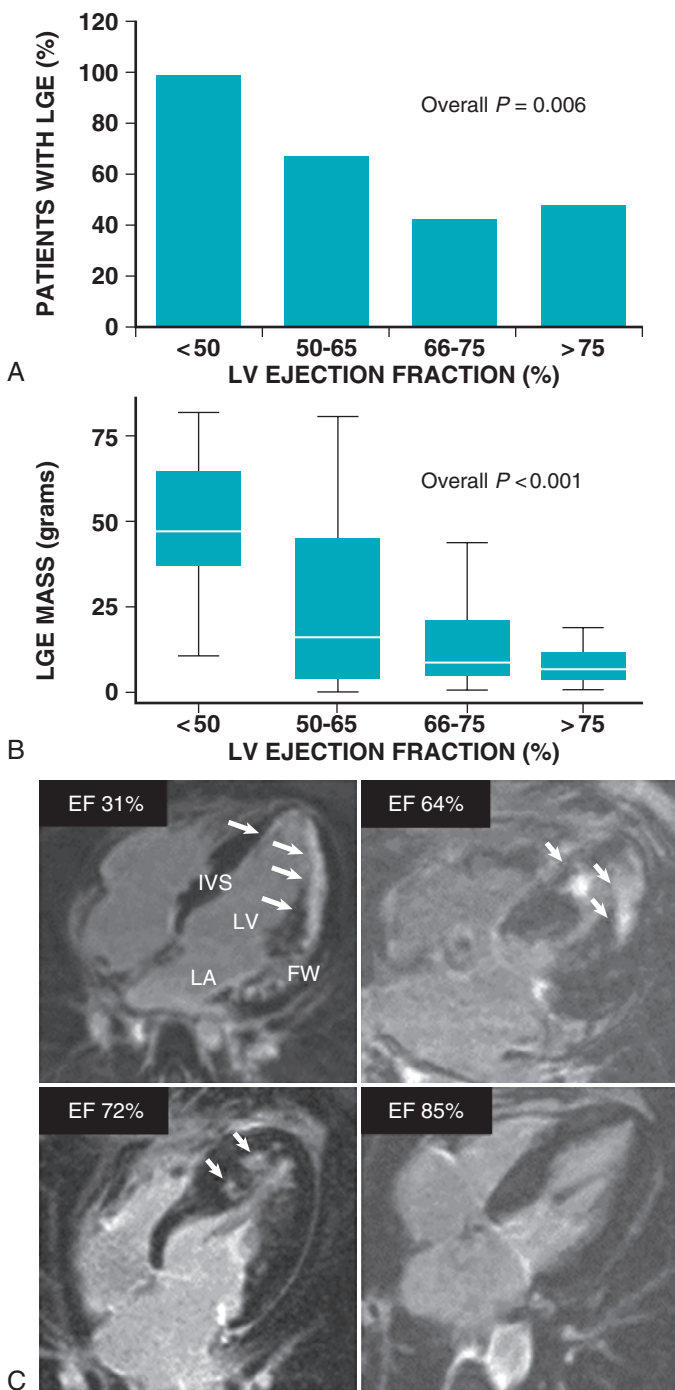 120
100
80
60
40
20
0
PATIENTS WITH LGE (%)
Overall P = 0.006
<50 50-65 66-75 >75
LV EJECTION FRACTION (%)
A
75
50
25
0
LGE MASS (grams)
Overall P <0.001
<50 50-65 66-75 >75
LV EJECTION FRACTION (%)
B
EF 31%
IVS
LV
LA
FW
EF 64%
EF 72%
EF 85%
C